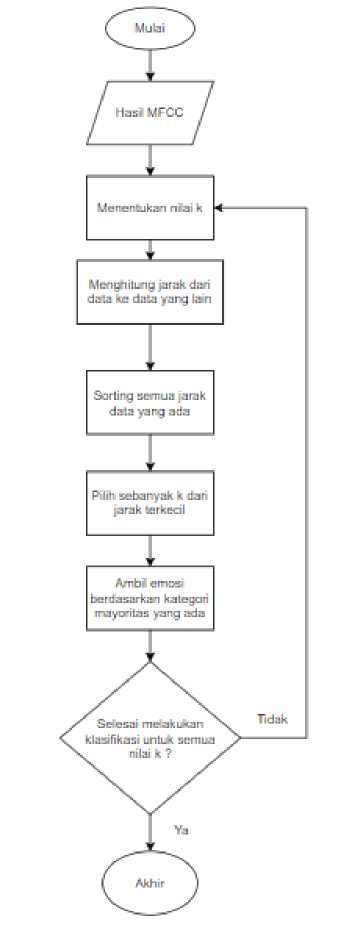 Mulai
Hasil MFCC
Menentukan nilai k
Menghitung jarak dari
data ke data yang lain
Sorting semua jarak
data yang ada
Pilih sebanyak k dari
jarak terkecil
Ambil emosi
berdasarkan kategori
mayoritas yang ada
Selesai melakukan
klasifikasi untuk semua
nilai k ?
Tidak
Ya
Akhir